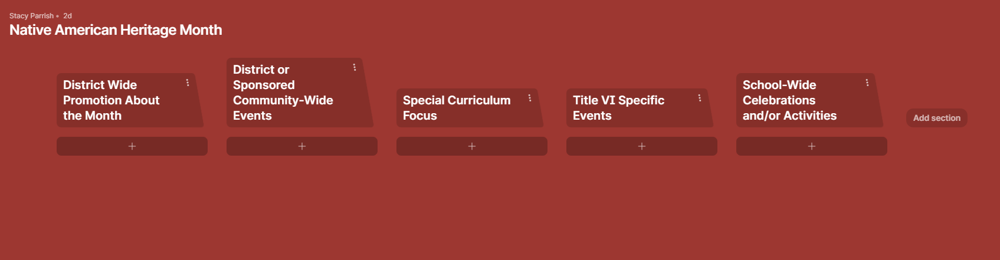 Stacy Parrish • 2d
Native American Heritage Month
District Wide
Promotion About
the Month
District or
Sponsored
Community-Wide
Events
Special Curriculum
Focus
Title VI Specific
Events
School-Wide
Celebrations
and/or Activities
Add section